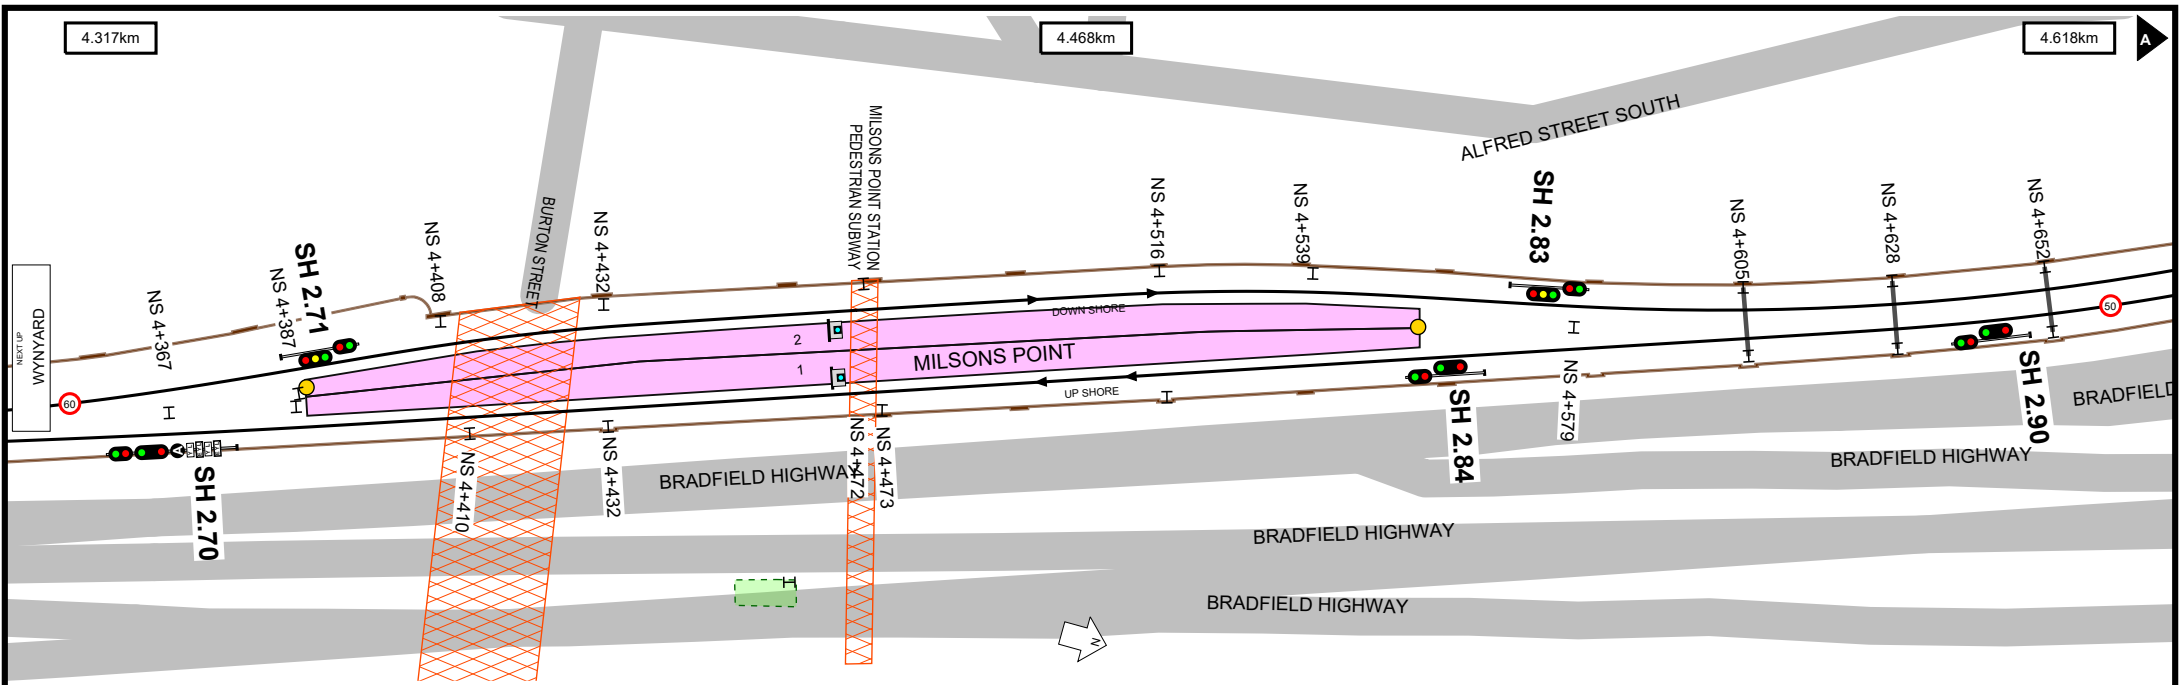 4.317km
4.468km
4.618km
A
ALFRED STREET SOUTH
MILSONS POINT STATION
PEDESTRIAN SUBWAY
BURTON STREET
NS 4+367
NS 4+387
SH 2.71
NS 4+408
NS 4+432
NS 4+516
NS 4+539
SH 2.83
NS 4+605
NS 4+628
NS 4+652
NEXT UP
WYNYARD
60
50
2
1
MILSONS POINT
DOWN SHORE
UP SHORE
A
SH 2.70
NS 4+410
NS 4+432
NS 4+472
NS 4+473
SH 2.84
NS 4+579
SH 2.90
BRADFIELD
BRADFIELD HIGHWAY
BRADFIELD HIGHWAY
BRADFIELD HIGHWAY
BRADFIELD HIGHWAY
N